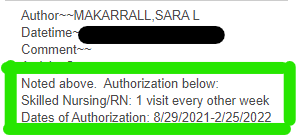 Author~~MAKARRALL,SARA L
Datetime~
Comment~~
Noted above.  Authorization below:
Skilled Nursing/RN: 1 visit every other week
Dates of Authorization: 8/29/2021-2/25/2022